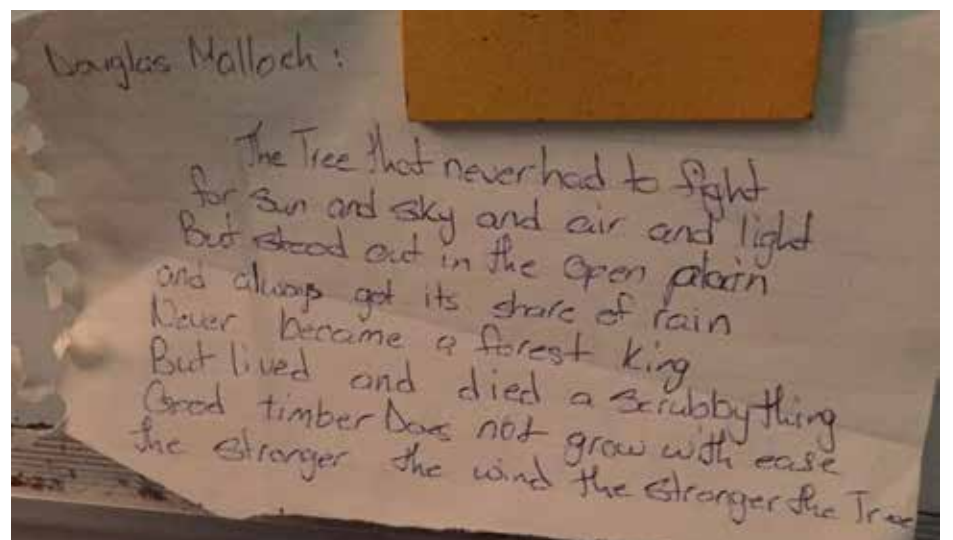 Douglas Malloch :
The Tree that never had to fight
for sun and sky and air and light
But stood out in the open plain
and always got its share of rain
Never became a forest king
But lived and died a scrubby thing
Good timber Does not grow with ease
the stronger the wind the stronger the Tree